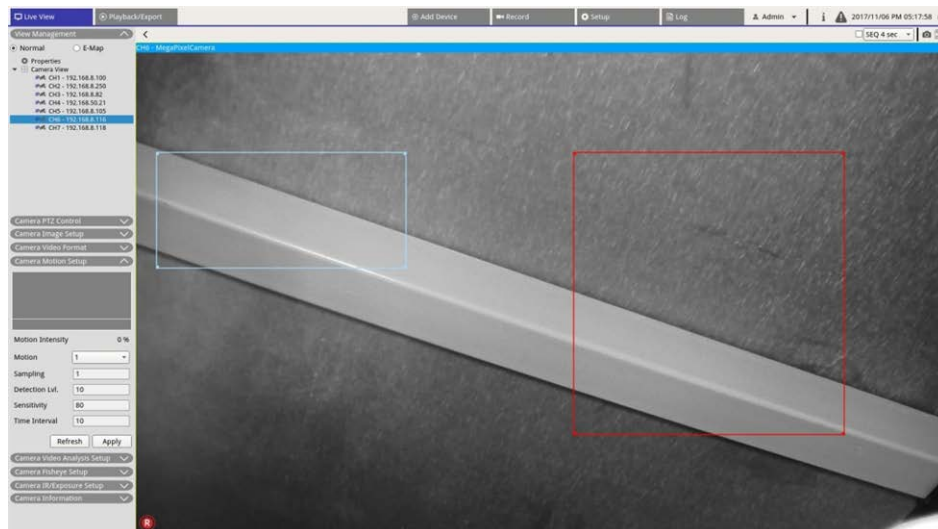 Live View
Playback/Export
Add Device
Record
Setup
Log
Admin
i
2017/11/06 PM 05:17:58
View Management
<
SEQ 4 sec
Normal
E-Map
CH6 - MegaPixelCamera
Properties
Camera View
CH1 - 192.168.8.100
CH2 - 192.168.8.250
CH3 - 192.168.8.82
CH4 - 192.168.50.21
CH5 - 192.168.8.105
CH6 - 192.168.8.116
CH7 - 192.168.8.118
Camera PTZ Control
Camera Image Setup
Camera Video Format
Camera Motion Setup
Motion Intensity 0 %
Motion 1
Sampling 1
Detection Lvl. 10
Sensitivity 80
Time Interval 10
Refresh Apply
Camera Video Analysis Setup
Camera Fisheye Setup
Camera IR/Exposure Setup
Camera Information
R